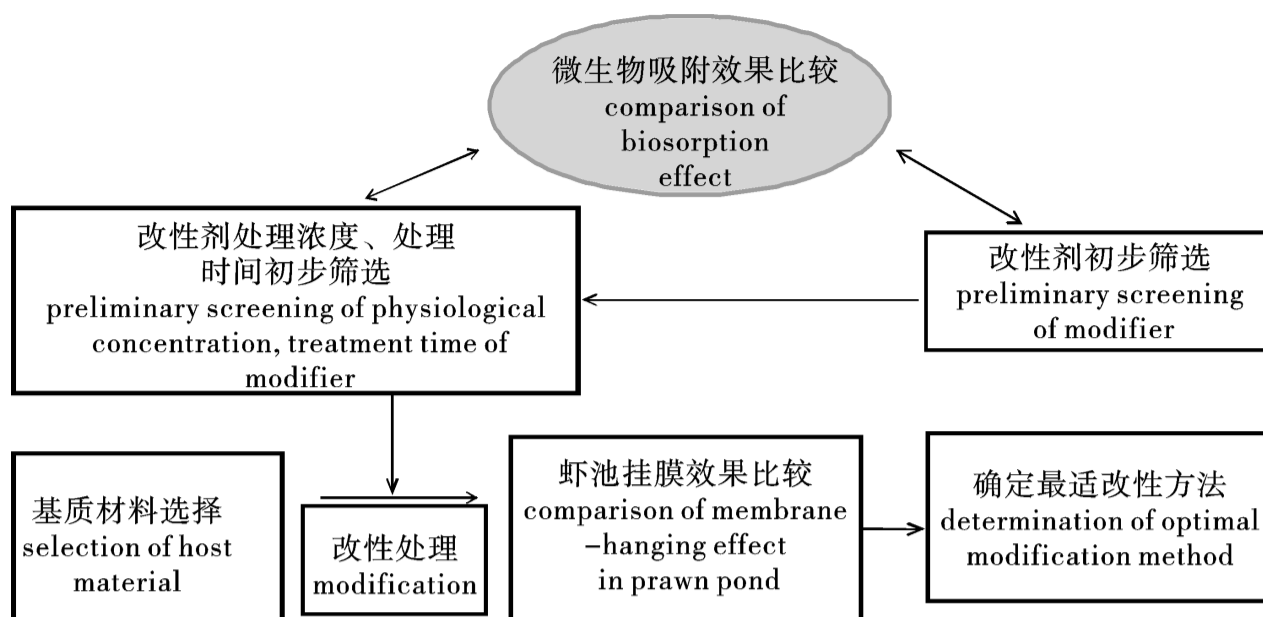 微生物吸附效果比较
comparison of
biosorption
effect
改性剂处理浓度、处理
时间初步筛选
preliminary screening of physiological
concentration, treatment time of
modifier
改性剂初步筛选
preliminary screening
of modifier
基质材料选择
selection of host
material
改性处理
modification
虾池挂膜效果比较
comparison of membrane
-hanging effect
in prawn pond
确定最适改性方法
determination of optimal
modification method